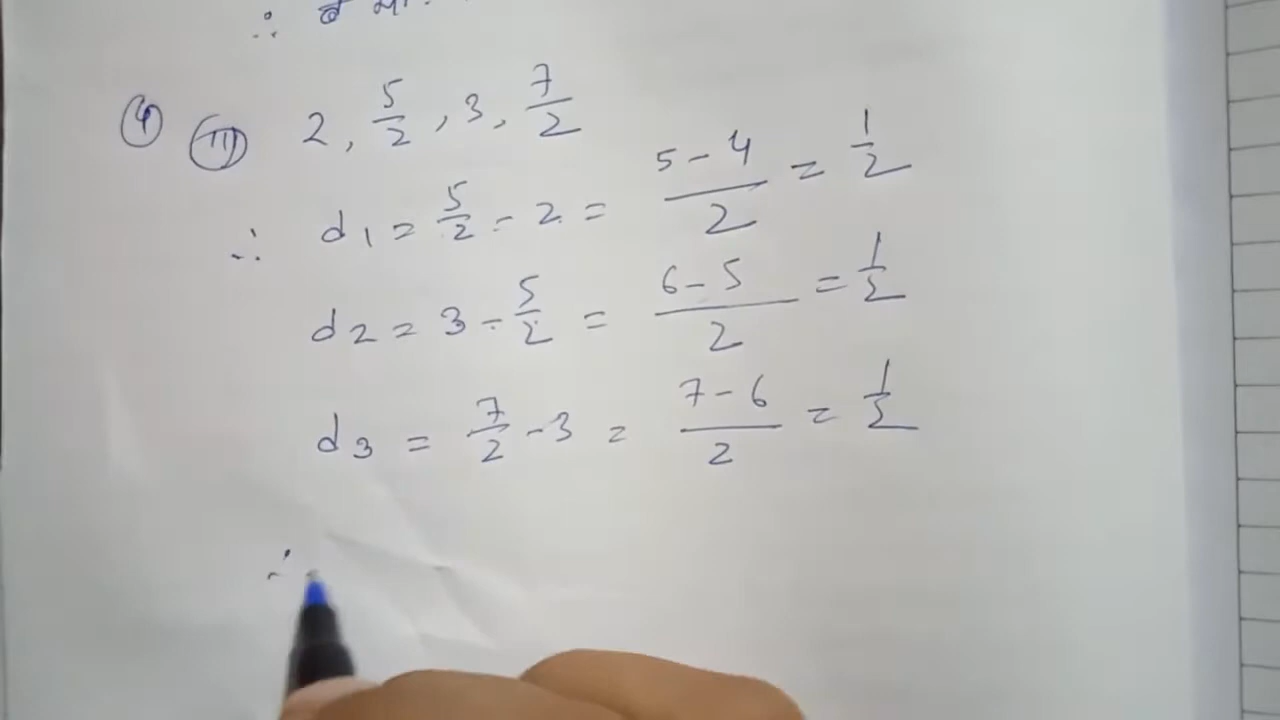 ∴
④ (ii) 2, 5/2, 3, 7/2
∴ d1 = 5/2 - 2 = (5-4)/2 = 1/2
d2 = 3 - 5/2 = (6-5)/2 = 1/2
d3 = 7/2 - 3 = (7-6)/2 = 1/2
∴